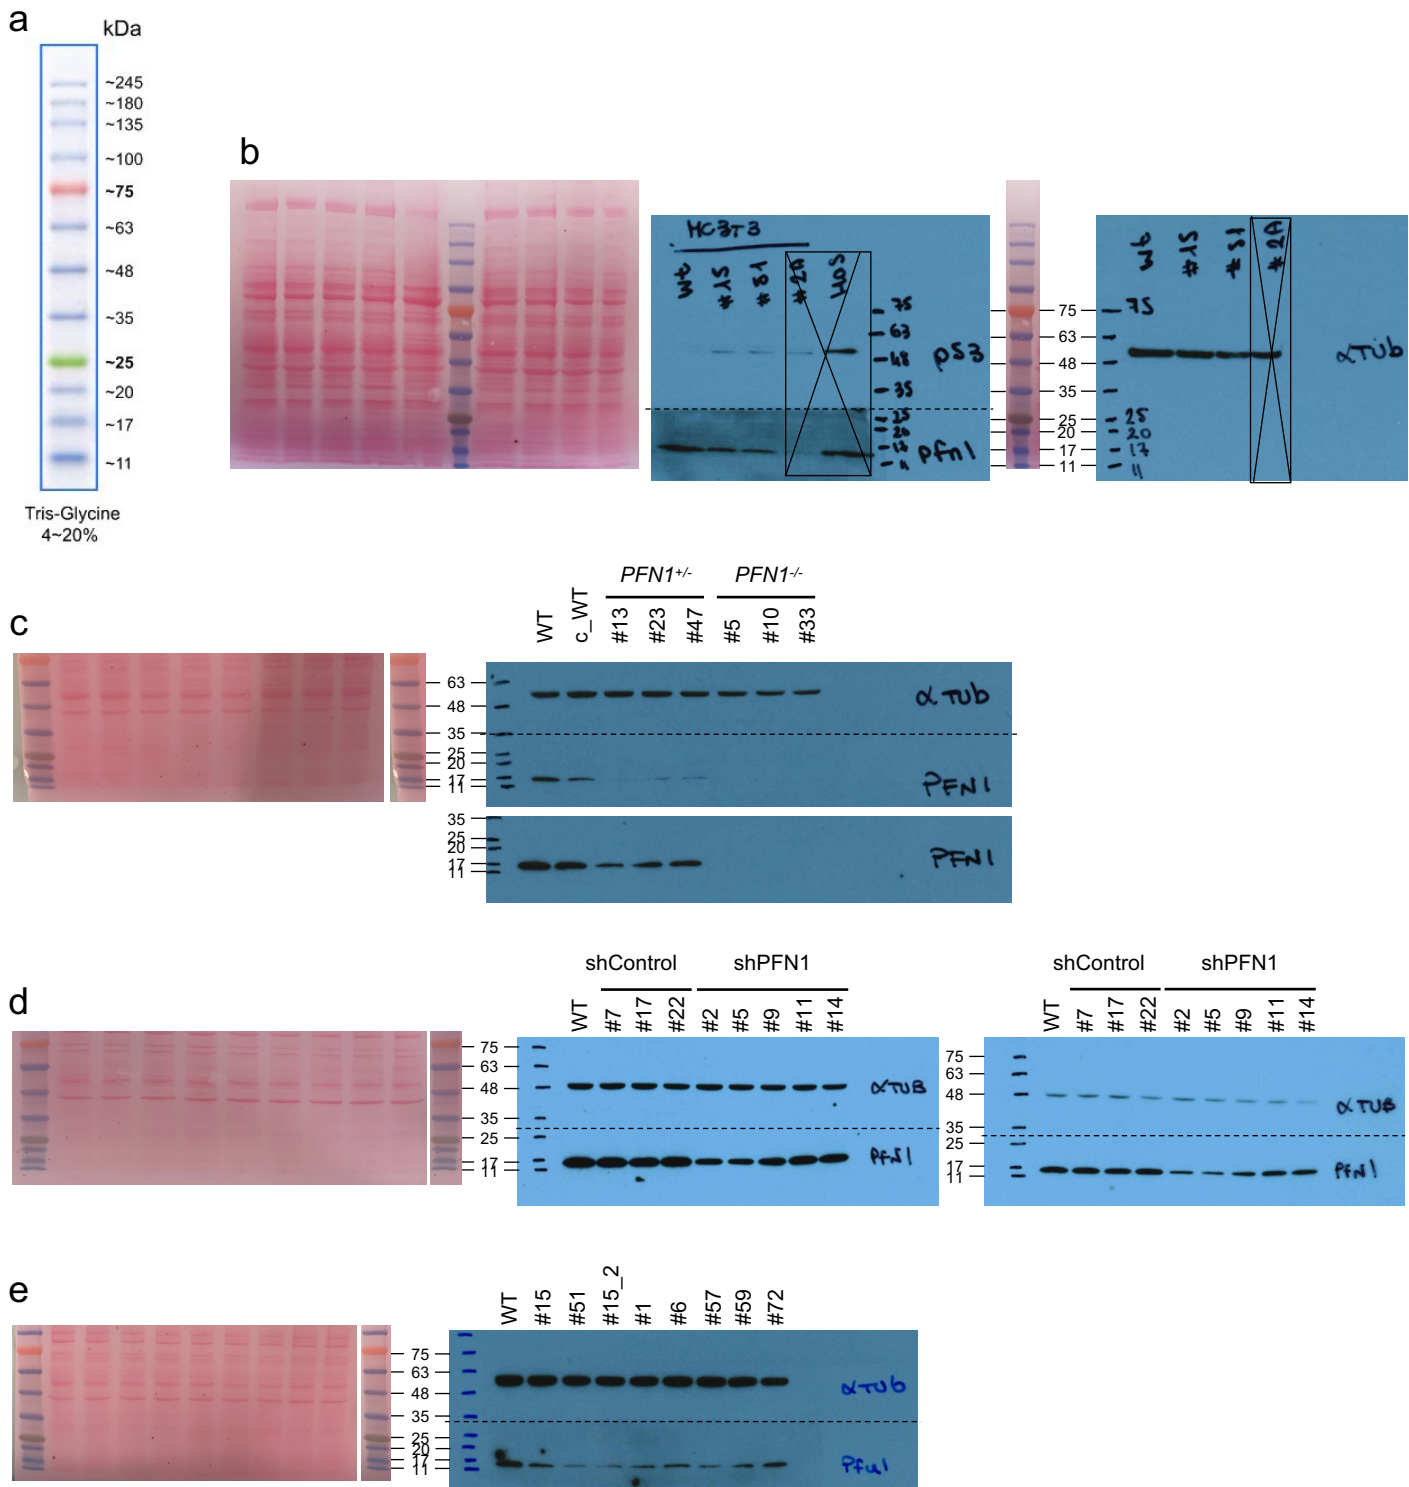 a
kDa
~245
~180
~135
~100
~75
~63
~48
~35
~25
~20
~17
~11
Tris-Glycine
4~20%
b
MC3T3
Wt
#15
#51
#2A
HOS
75
63
48
35
25
20
17
11
p53
pfn1
75
63
48
35
25
20
17
11
Wt
#15
#51
#2A
75
25
20
17
11
αTUb
c
PFN1+/-
PFN1-/-
WT
c_WT
#13
#23
#47
#5
#10
#33
63
48
35
25
20
17
11
αTUb
PFN1
35
25
20
17
11
PFN1
d
shControl
shPFN1
WT
#7
#17
#22
#2
#5
#9
#11
#14
75
63
48
35
25
17
11
αTUB
PFN1
shControl
shPFN1
WT
#7
#17
#22
#2
#5
#9
#11
#14
75
63
48
35
25
17
11
αTUB
PFN1
e
WT
#15
#51
#15_2
#1
#6
#57
#59
#72
75
63
48
35
25
20
17
11
αTUb
Pfn1